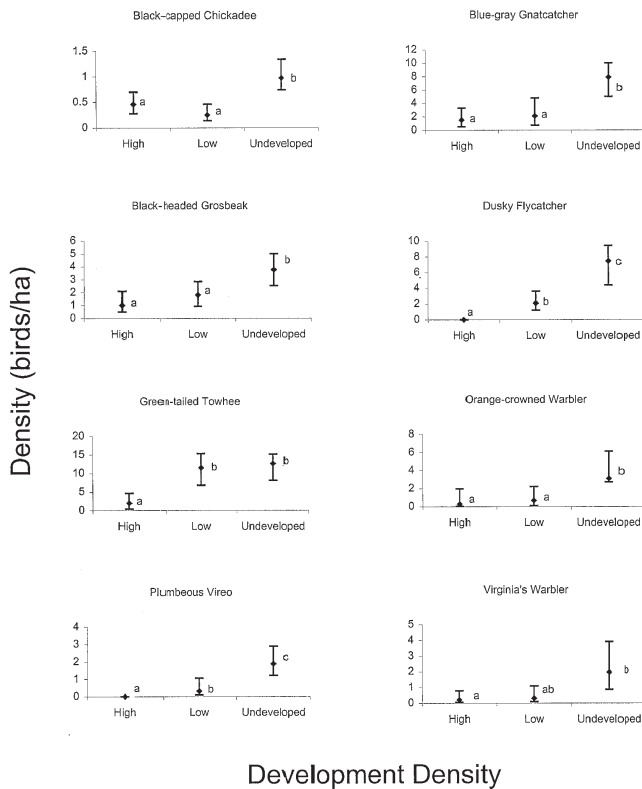 Black-capped Chickadee
1.5
1
0.5
0
a
a
b
High Low Undeveloped
Blue-gray Gnatcatcher
12
10
8
6
4
2
0
a
a
b
High Low Undeveloped
Black-headed Grosbeak
6
5
4
3
2
1
0
a
a
b
High Low Undeveloped
Dusky Flycatcher
10
8
6
4
2
0
a
b
c
High Low Undeveloped
Density (birds/ha)
Green-tailed Towhee
20
15
10
5
0
a
b
b
High Low Undeveloped
Orange-crowned Warbler
8
6
4
2
0
a
a
b
High Low Undeveloped
Plumbeous Vireo
4
3
2
1
0
a
b
c
High Low Undeveloped
Virginia's Warbler
5
4
3
2
1
0
a
ab
b
High Low Undeveloped
Development Density